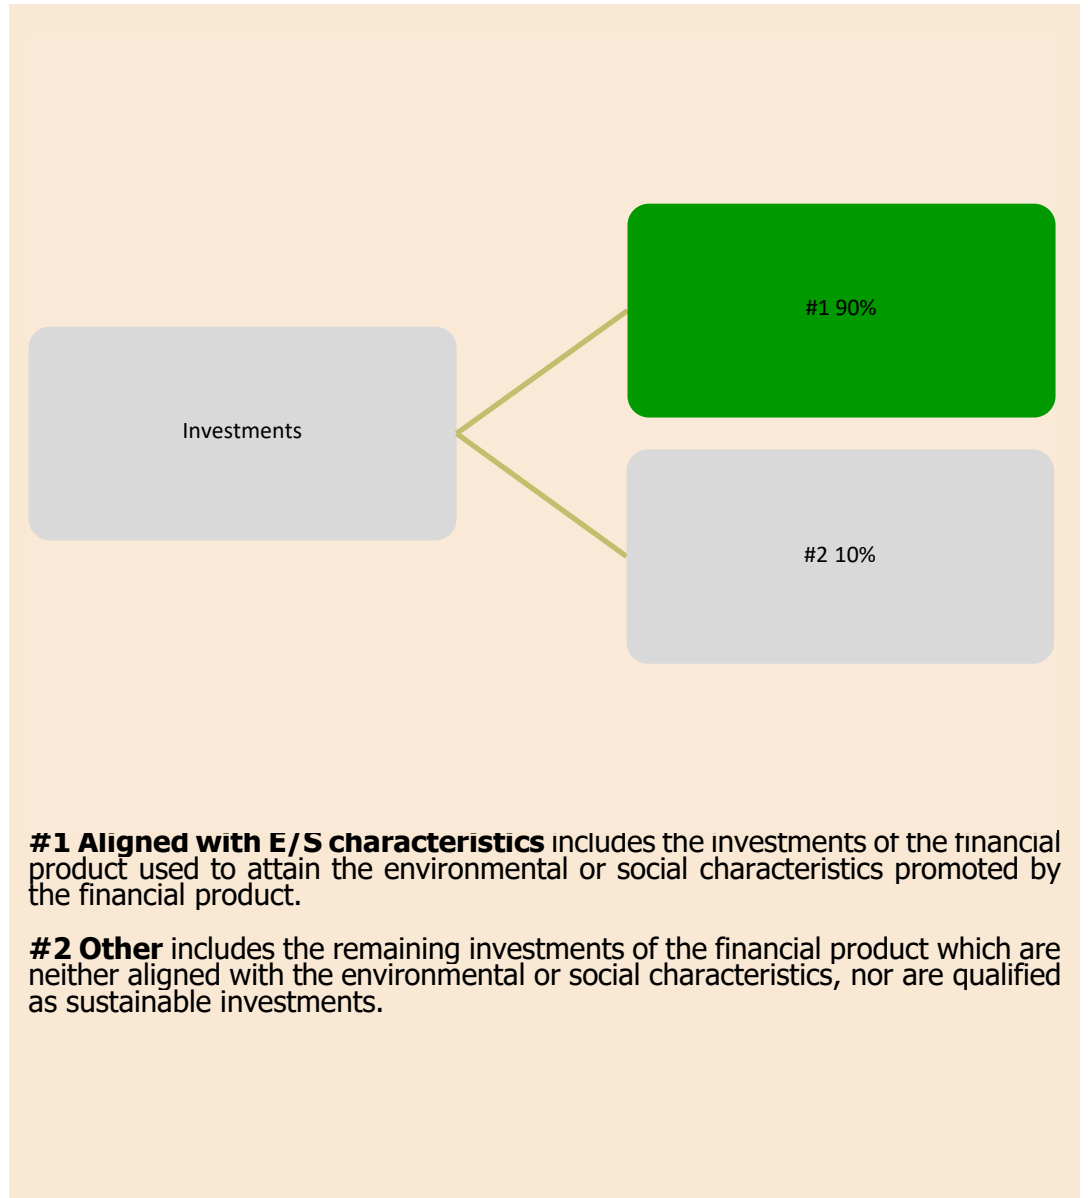 #1 90%
Investments
#2 10%
#1 Aligned with E/S characteristics includes the investments of the financial
product used to attain the environmental or social characteristics promoted by
the financial product.
#2 Other includes the remaining investments of the financial product which are
neither aligned with the environmental or social characteristics, nor are qualified
as sustainable investments.